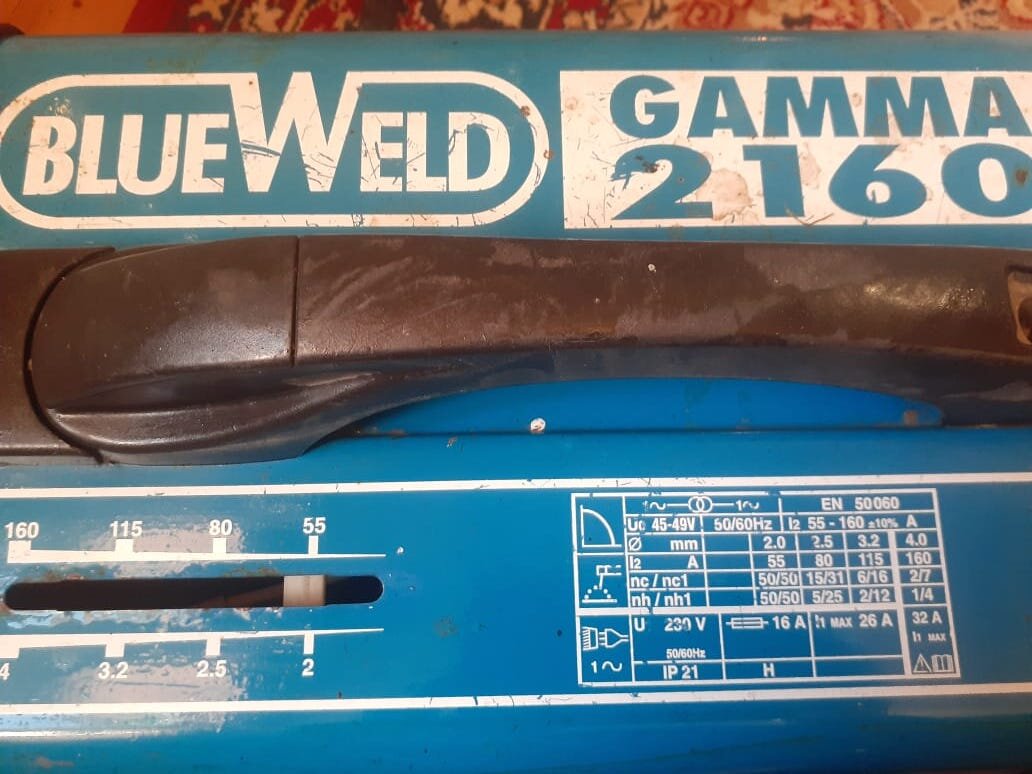 BLUEWELD
GAMMA
2160
160 115 80 55
4 3.2 2.5 2
1~ 1~ EN 50060
U0 45-49V 50/60Hz I2 55 - 160 ±10% A
Ø mm 2.0 2.5 3.2 4.0
I2 A 55 80 115 160
nc / nc1 50/50 15/31 6/16 2/7
nh / nh1 50/50 5/25 2/12 1/4
U 230 V 16 A I1 MAX 26 A 32 A
I1 MAX
50/60Hz
1~ IP 21 H